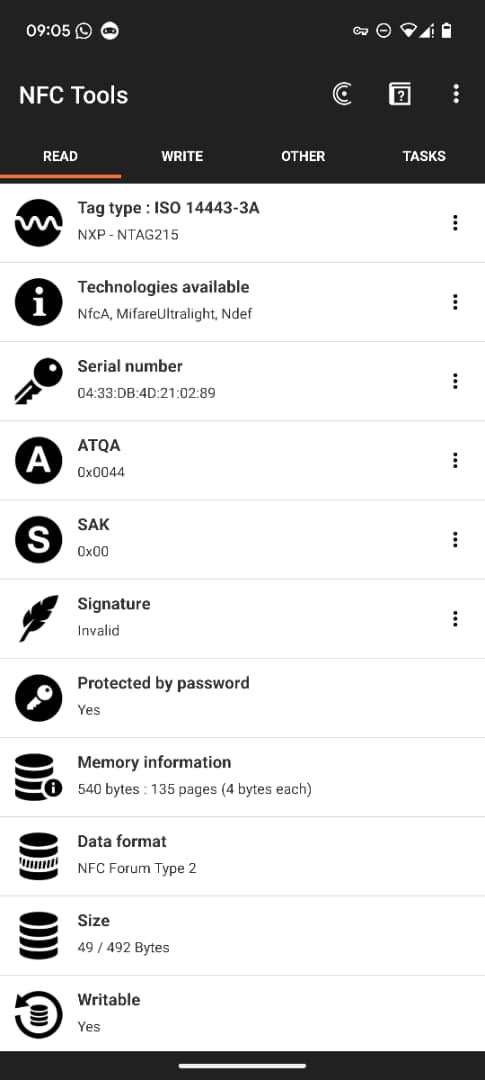 09:05
NFC Tools
READ WRITE OTHER TASKS
Tag type : ISO 14443-3A
NXP - NTAG215
Technologies available
NfcA, MifareUltralight, Ndef
Serial number
04:33:DB:4D:21:02:89
A
ATQA
0x0044
S
SAK
0x00
Signature
Invalid
Protected by password
Yes
Memory information
540 bytes : 135 pages (4 bytes each)
Data format
NFC Forum Type 2
Size
49 / 492 Bytes
Writable
Yes